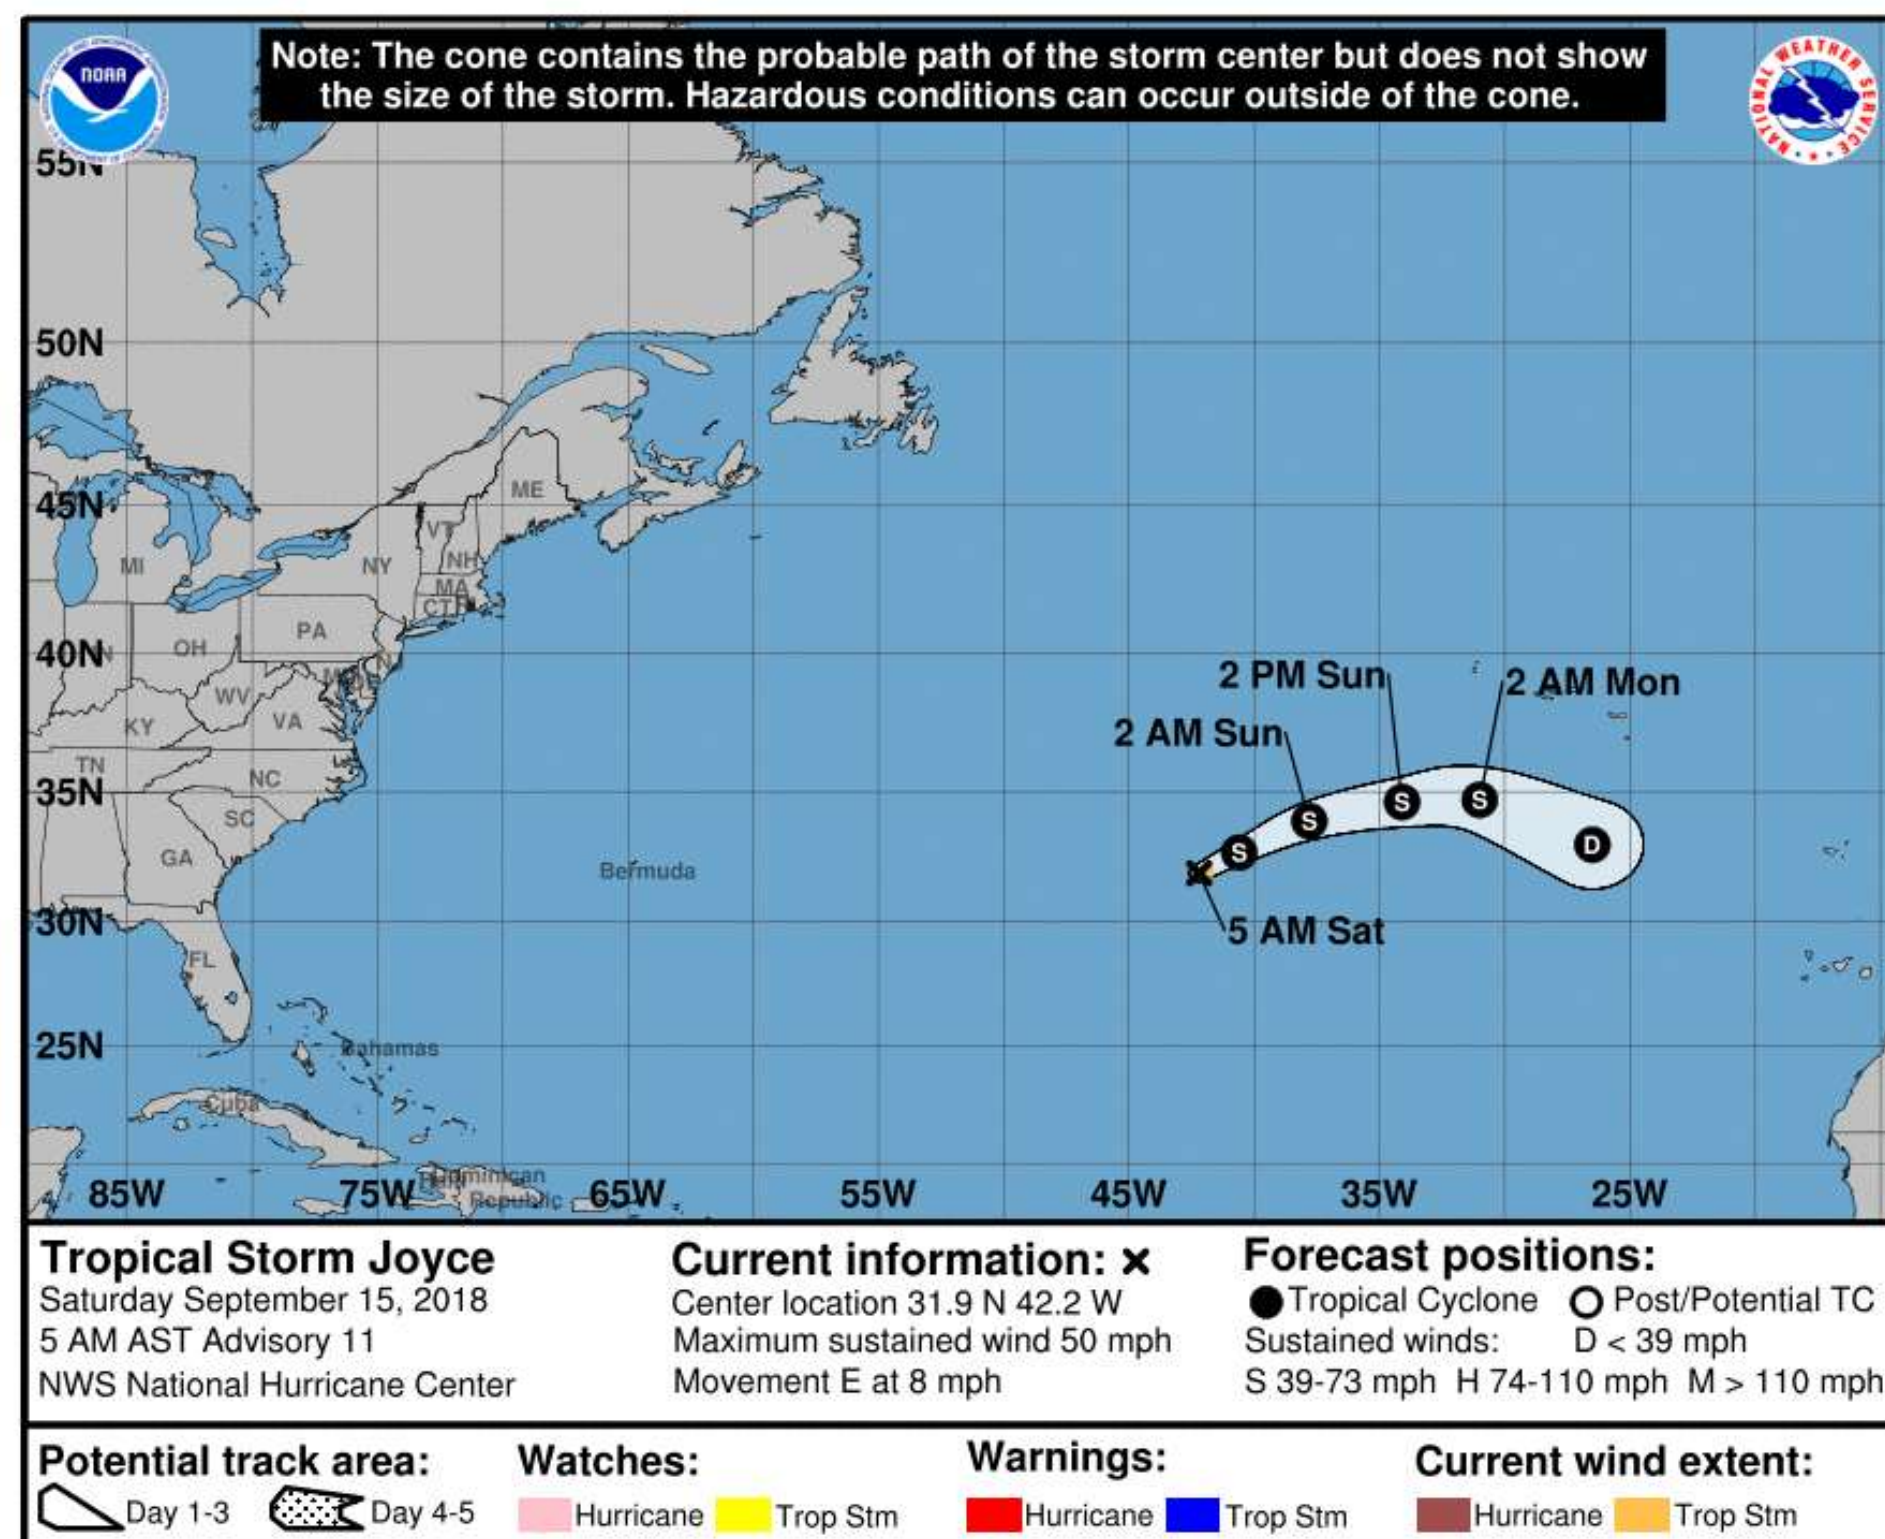 Note: The cone contains the probable path of the storm center but does not show
the size of the storm. Hazardous conditions can occur outside of the cone.
NOAA
NATIONAL WEATHER SERVICE
55N
50N
45N
40N
35N
30N
25N
ME
VT
NH
MI
NY
MA
CT
PA
OH
WV
KY
VA
TN
NC
SC
GA
FL
Bermuda
Bahamas
Cuba
Dominican
Republic
2 PM Sun
2 AM Mon
2 AM Sun
S
S
S
S
D
5 AM Sat
85W
75W
65W
55W
45W
35W
25W
Tropical Storm Joyce
Saturday September 15, 2018
5 AM AST Advisory 11
NWS National Hurricane Center
Current information: x
Center location 31.9 N 42.2 W
Maximum sustained wind 50 mph
Movement E at 8 mph
Forecast positions:
Tropical Cyclone Post/Potential TC
Sustained winds: D < 39 mph
S 39-73 mph H 74-110 mph M > 110 mph
Potential track area:
Day 1-3 Day 4-5
Watches:
Hurricane Trop Stm
Warnings:
Hurricane Trop Stm
Current wind extent:
Hurricane Trop Stm